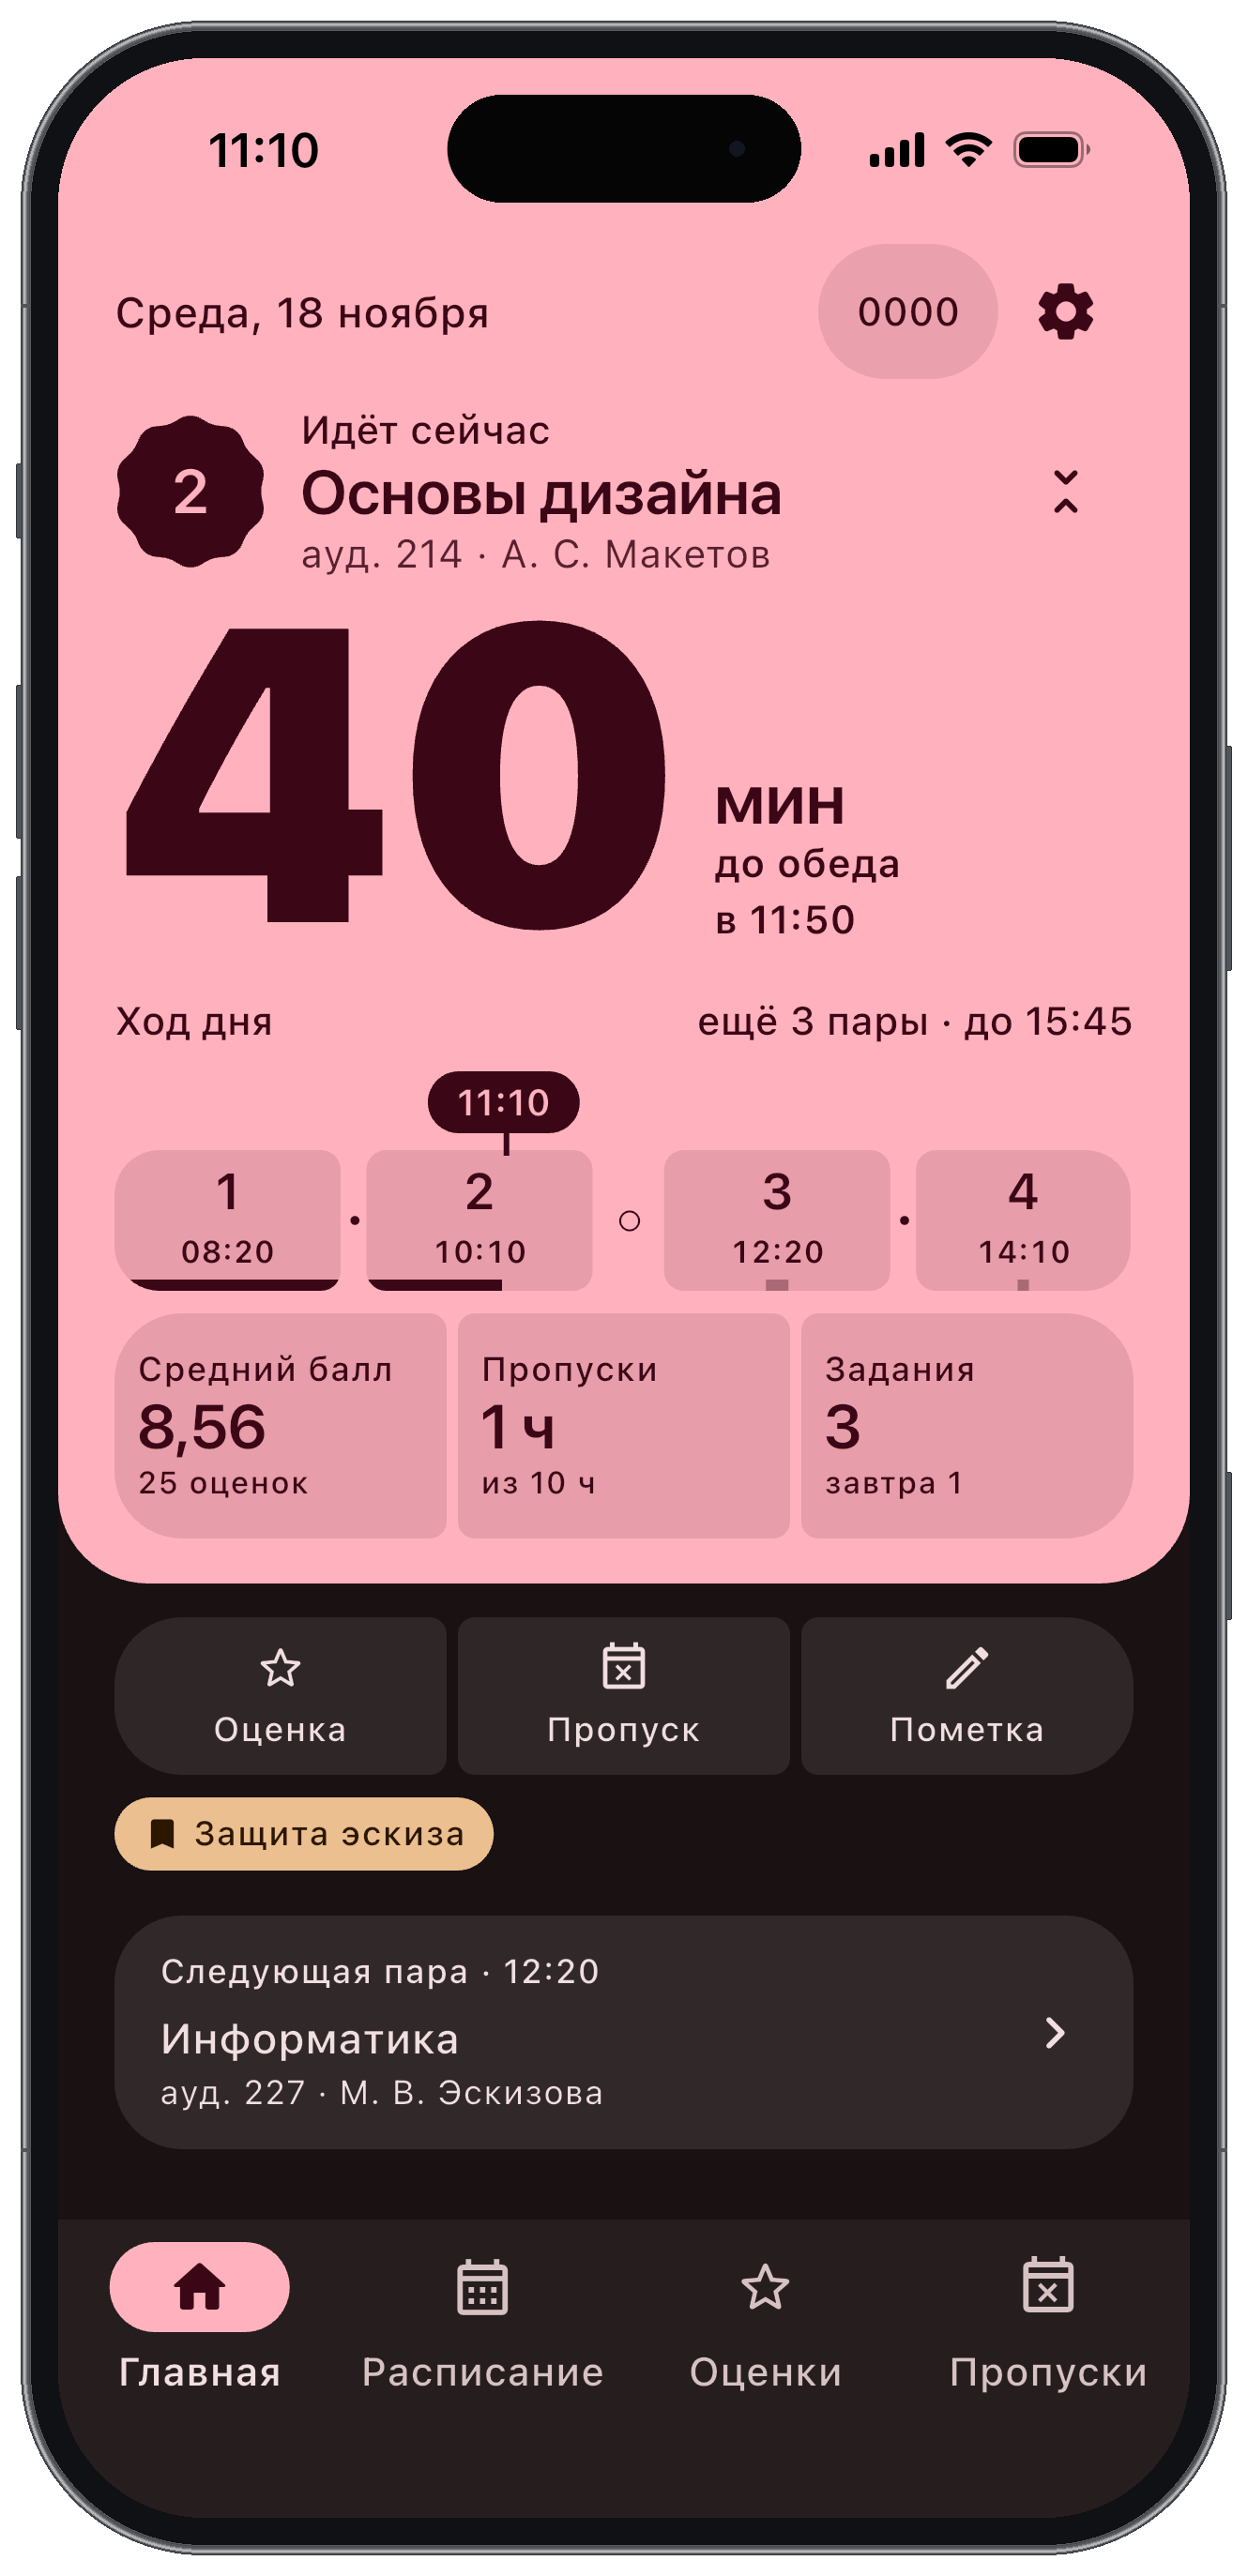 11:10
Среда, 18 ноября
0000
Идёт сейчас
2
Основы дизайна
ауд. 214 · А. С. Макетов
40
мин
до обеда
в 11:50
Ход дня
ещё 3 пары · до 15:45
11:10
1
08:20
2
10:10
3
12:20
4
14:10
Средний балл
8,56
25 оценок
Пропуски
1 ч
из 10 ч
Задания
3
завтра 1
Оценка
Пропуск
Пометка
Защита эскиза
Следующая пара · 12:20
Информатика
ауд. 227 · М. В. Эскизова
Главная
Расписание
Оценки
Пропуски